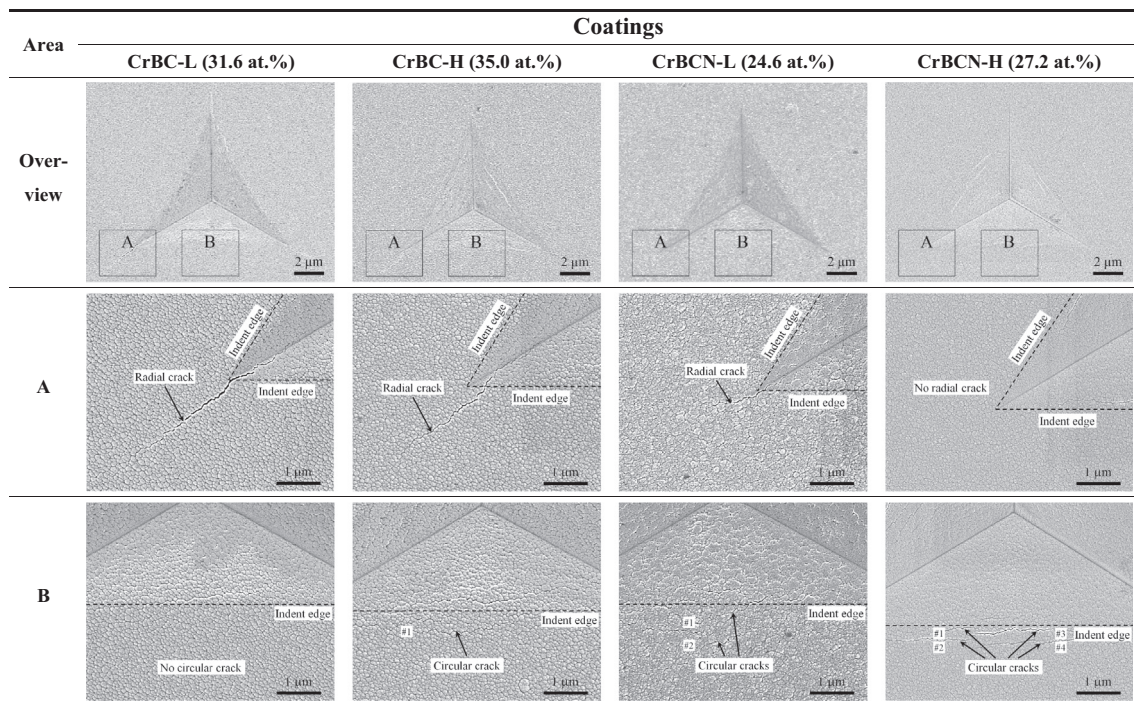 Coatings
Area
CrBC-L (31.6 at.%) CrBC-H (35.0 at.%) CrBCN-L (24.6 at.%) CrBCN-H (27.2 at.%)
Over-
view
A B 2 μm A B 2 μm A B 2 μm A B 2 μm
A
Indent edge
Radial crack
Indent edge
1 μm
Indent edge
Radial crack
Indent edge
1 μm
Indent edge
Radial crack
Indent edge
1 μm
Indent edge
No radial crack
Indent edge
1 μm
B
Indent edge
No circular crack
1 μm
Indent edge
#1
Circular crack
1 μm
Indent edge
#1
#2
Circular cracks
1 μm
#1 #3 Indent edge
#2 #4
Circular cracks
1 μm